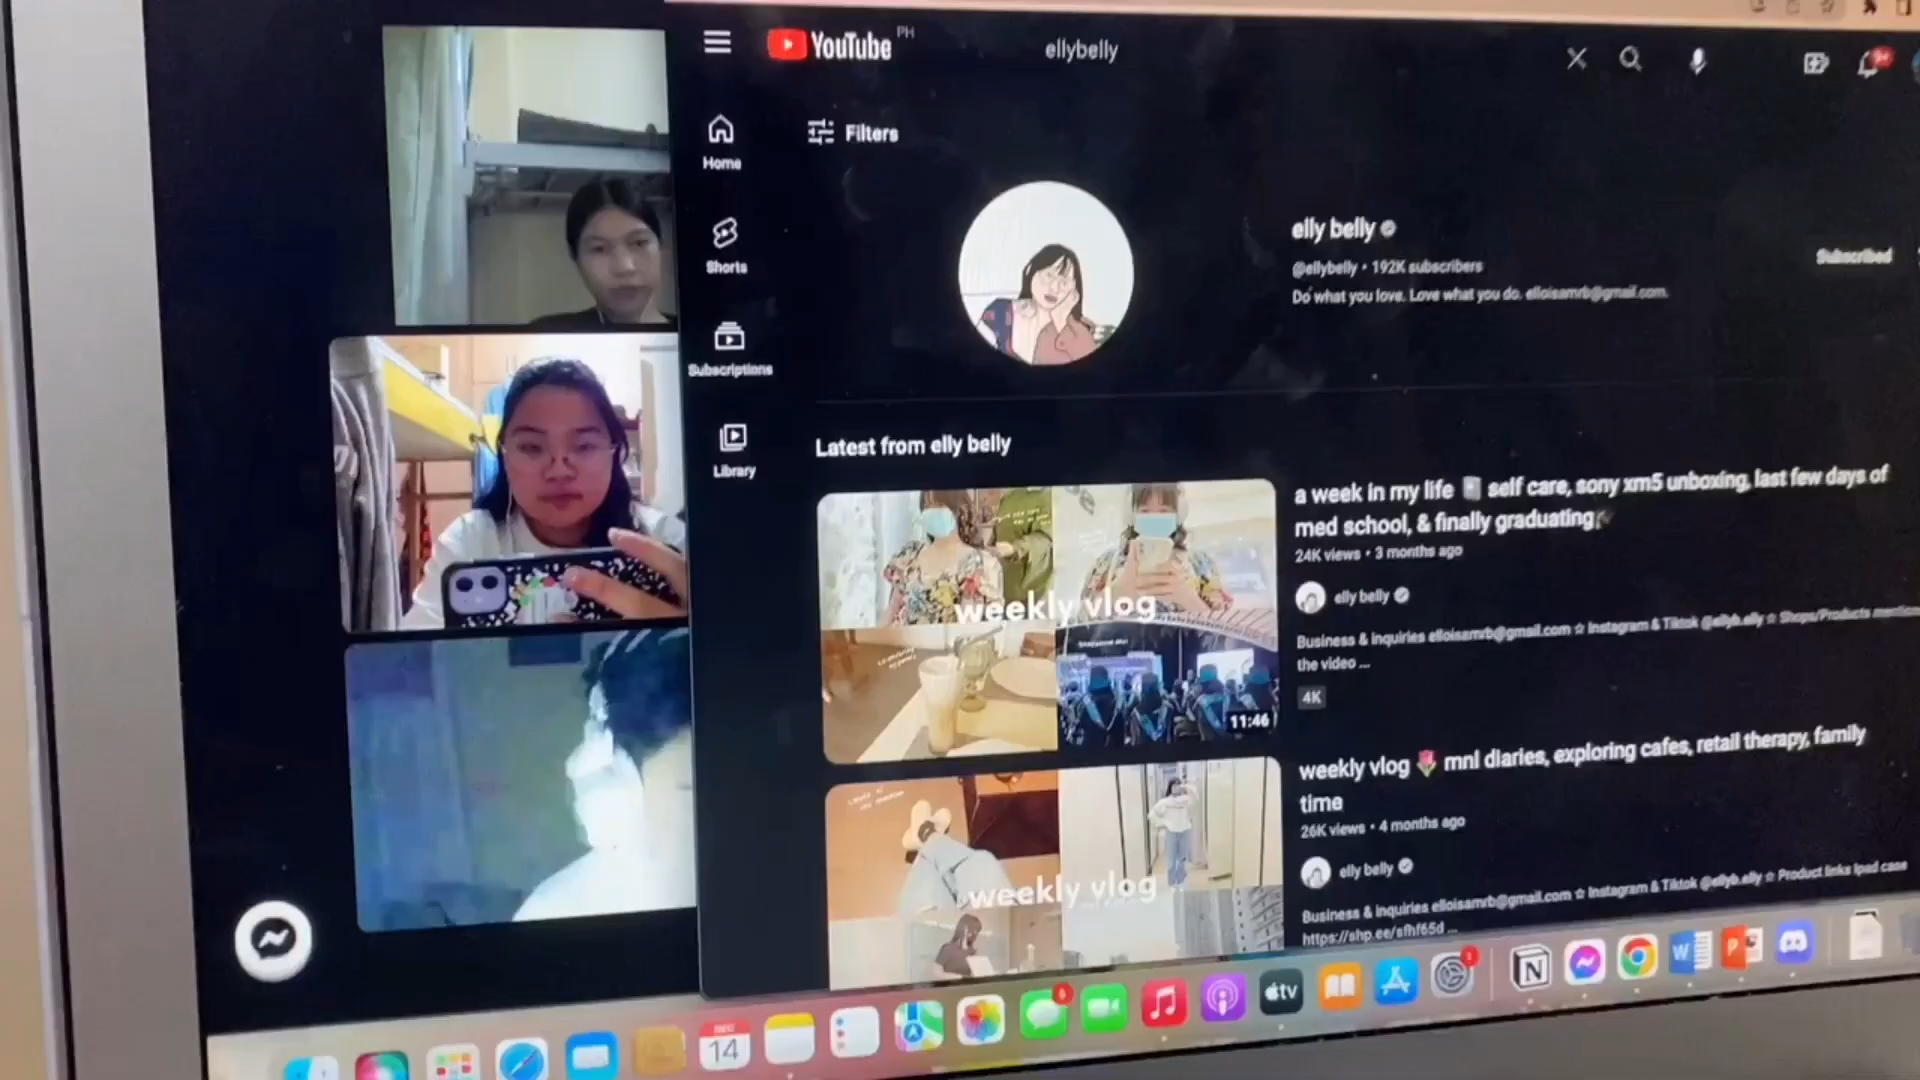 YouTube PH
ellybelly
9+
Home
Shorts
Subscriptions
Library
Filters
elly belly
@ellybelly • 192K subscribers
Do what you love. Love what you do. elloisamrb@gmail.com.
Subscribed
Latest from elly belly
weekly vlog
11:46
a week in my life self care, sony xm5 unboxing, last few days of
med school, & finally graduating
24K views • 3 months ago
elly belly
Business & inquiries elloisamrb@gmail.com ☆ Instagram & Tiktok @ellyb.elly ☆ Shops/Products
the video ...
4K
weekly vlog
weekly vlog 🌷 mnl diaries, exploring cafes, retail therapy, family
time
26K views • 4 months ago
elly belly
Business & inquiries elloisamrb@gmail.com ☆ Instagram & Tiktok @ellyb.elly ☆ Product links Ipad case
https://shp.ee/sfhf65d ...
DEC
14
tv
1
N
W
P